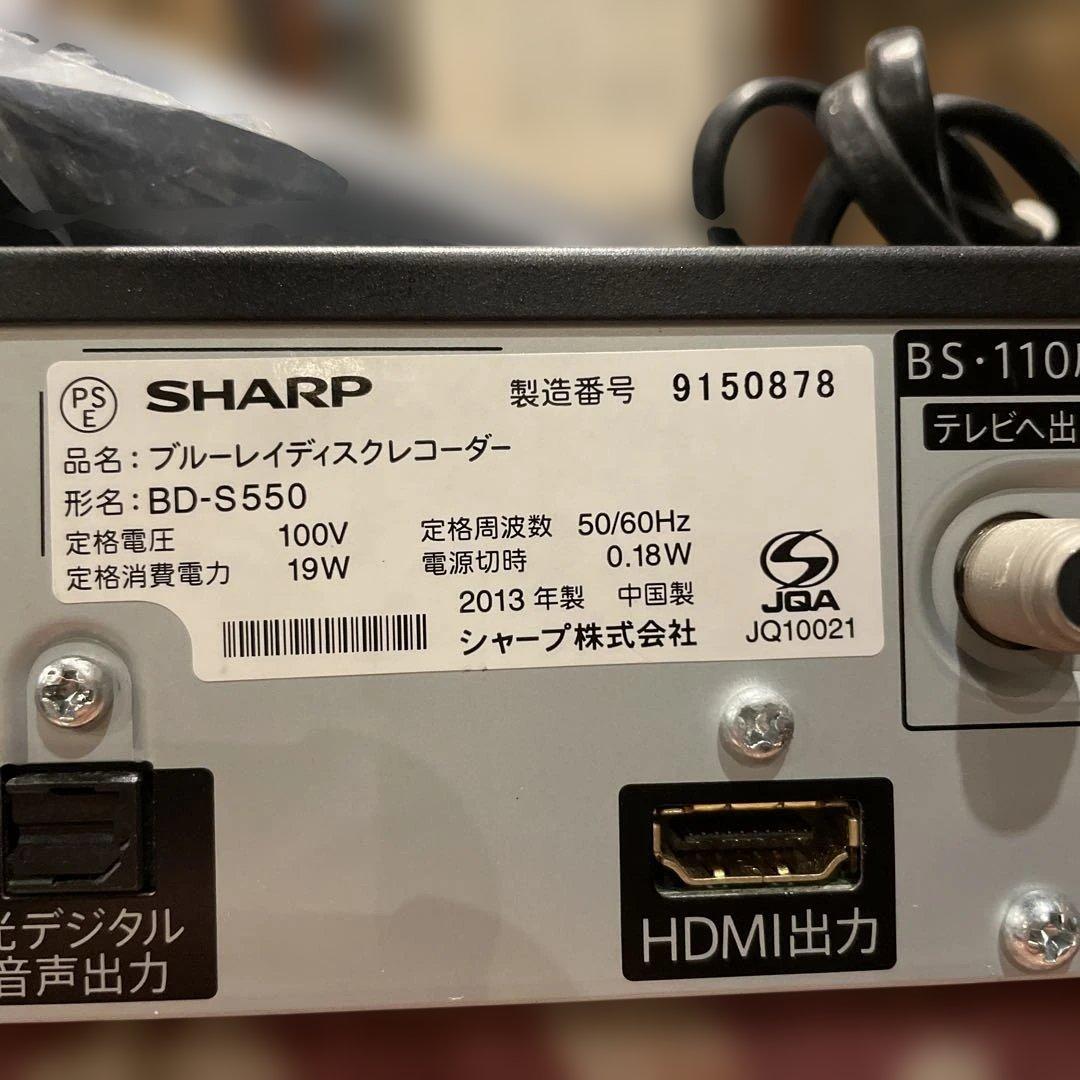 PS
E
SHARP
製造番号 9150878
品名：ブルーレイディスクレコーダー
形名：BD-S550
定格電圧 100V 定格周波数 50/60Hz
定格消費電力 19W 電源切時 0.18W
2013 年製 中国製
シャープ株式会社
JQA
JQ10021
BS・110
テレビへ出
光デジタル
音声出力
HDMI出力